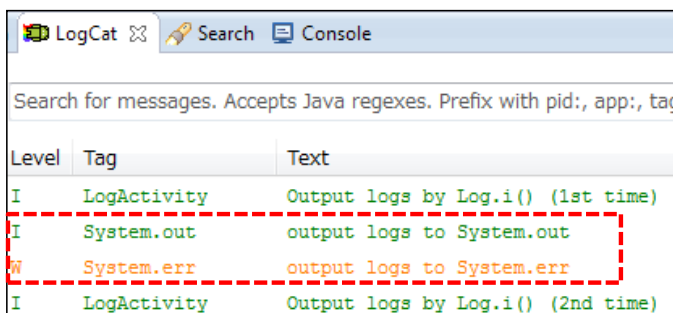 LogCat Search Console
Search for messages. Accepts Java regexes. Prefix with pid:, app:, tag
Level Tag Text
I LogActivity Output logs by Log.i() (1st time)
I System.out output logs to System.out
W System.err output logs to System.err
I LogActivity Output logs by Log.i() (2nd time)